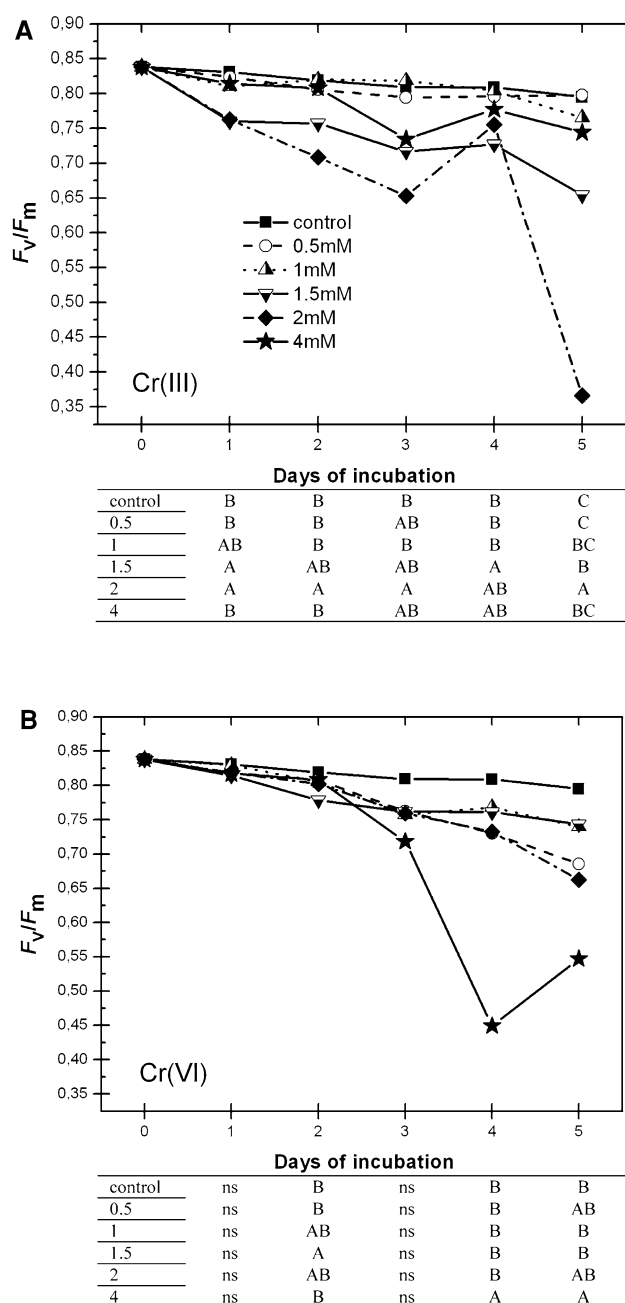 A
0,90
0,85
0,80
0,75
0,70
0,65
0,60
0,55
0,50
0,45
0,40
0,35
Fv/Fm
control
0.5mM
1mM
1.5mM
2mM
4mM
Cr(III)
0 1 2 3 4 5
Days of incubation
control B B B B C
0.5 B B AB B C
1 AB B B B BC
1.5 A AB AB A B
2 A A A AB A
4 B B AB AB BC
B
0,90
0,85
0,80
0,75
0,70
0,65
0,60
0,55
0,50
0,45
0,40
0.35
Fv/Fm
Cr(VI)
0 1 2 3 4 5
Days of incubation
control ns B ns B B
0.5 ns B ns B AB
1 ns AB ns B B
1.5 ns A ns B B
2 ns AB ns B AB
4 ns B ns A A